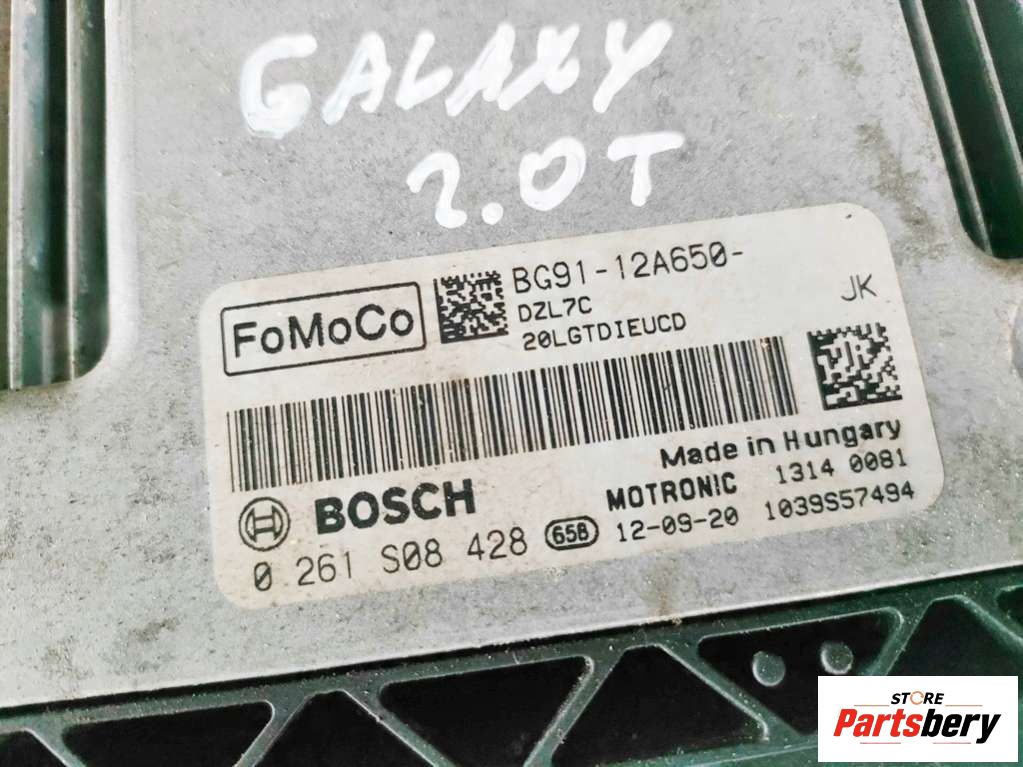 GALAXY
2.0T
FoMoCo
BG91-12A650-
JK
DZL7C
20LGTDIEUCD
Made in Hungary
BOSCH
MOTRONIC 1314 0081
0 261 S08 428 658 12-09-20 1039S57494
STORE
Partsbery